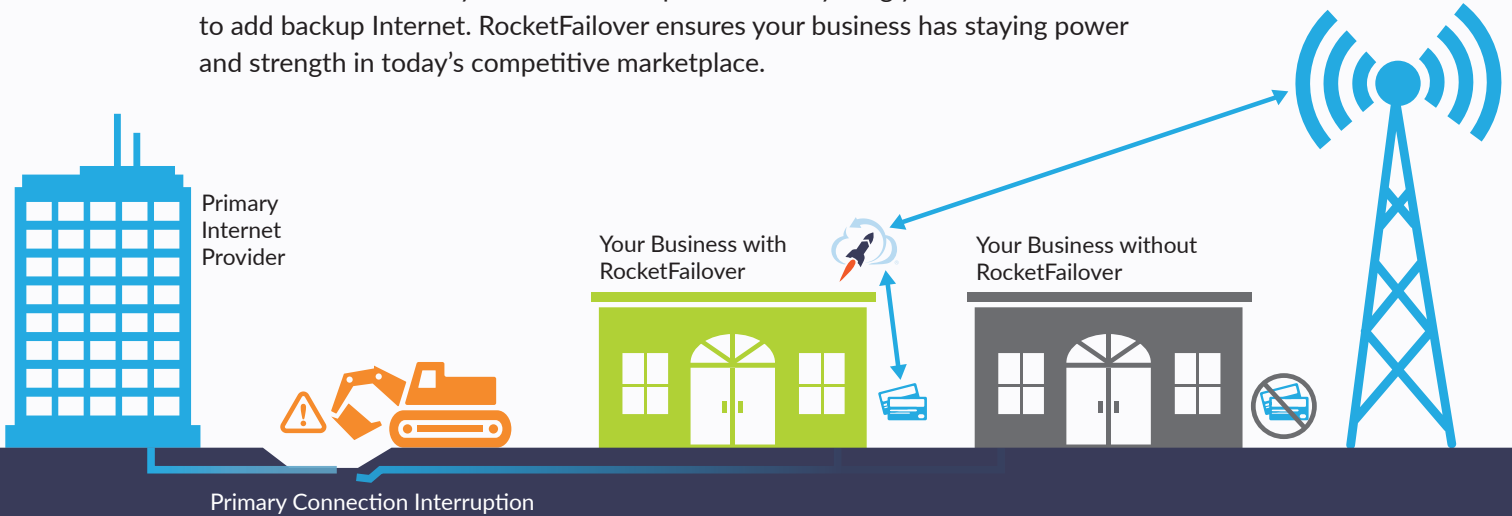 to add backup Internet. RocketFailover ensures your business has staying power
and strength in today's competitive marketplace.
Primary
Internet
Provider
Your Business with
RocketFailover
Your Business without
RocketFailover
Primary Connection Interruption